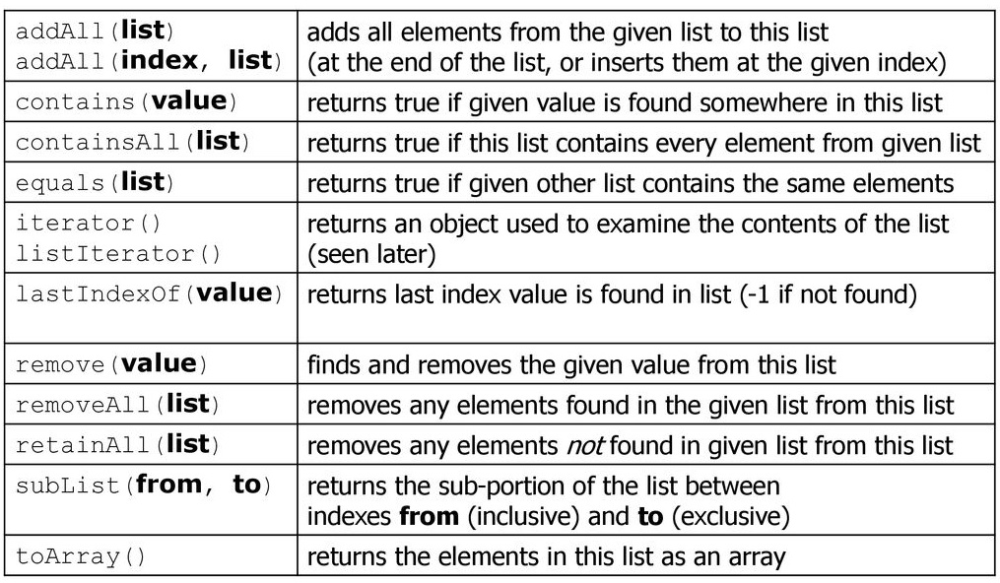 addAll(list) adds all elements from the given list to this list
addAll(index, list) (at the end of the list, or inserts them at the given index)
contains(value) returns true if given value is found somewhere in this list
containsAll(list) returns true if this list contains every element from given list
equals(list) returns true if given other list contains the same elements
iterator() returns an object used to examine the contents of the list
listIterator() (seen later)
lastIndexOf(value) returns last index value is found in list (-1 if not found)
remove(value) finds and removes the given value from this list
removeAll(list) removes any elements found in the given list from this list
retainAll(list) removes any elements not found in given list from this list
subList(from, to) returns the sub-portion of the list between
indexes from (inclusive) and to (exclusive)
toArray() returns the elements in this list as an array